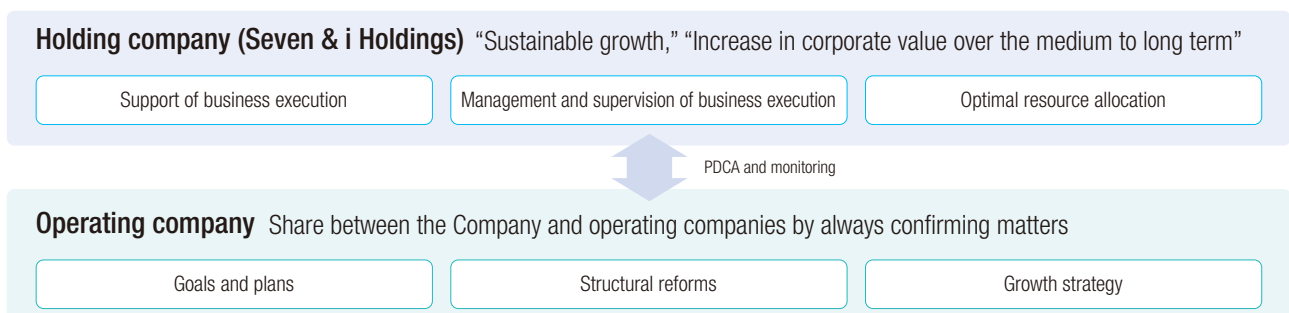 Holding company (Seven & i Holdings) “Sustainable growth,” “Increase in corporate value over the medium to long term”
Support of business execution
Management and supervision of business execution
Optimal resource allocation
PDCA and monitoring
Operating company Share between the Company and operating companies by always confirming matters
Goals and plans
Structural reforms
Growth strategy